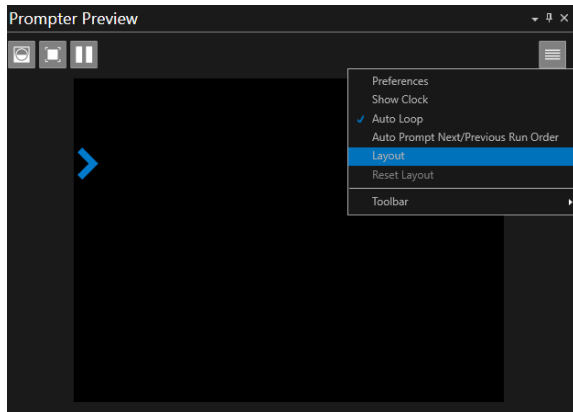 Prompter Preview
Preferences
Show Clock
Auto Loop
Auto Prompt Next/Previous Run Order
Layout
Reset Layout
Toolbar